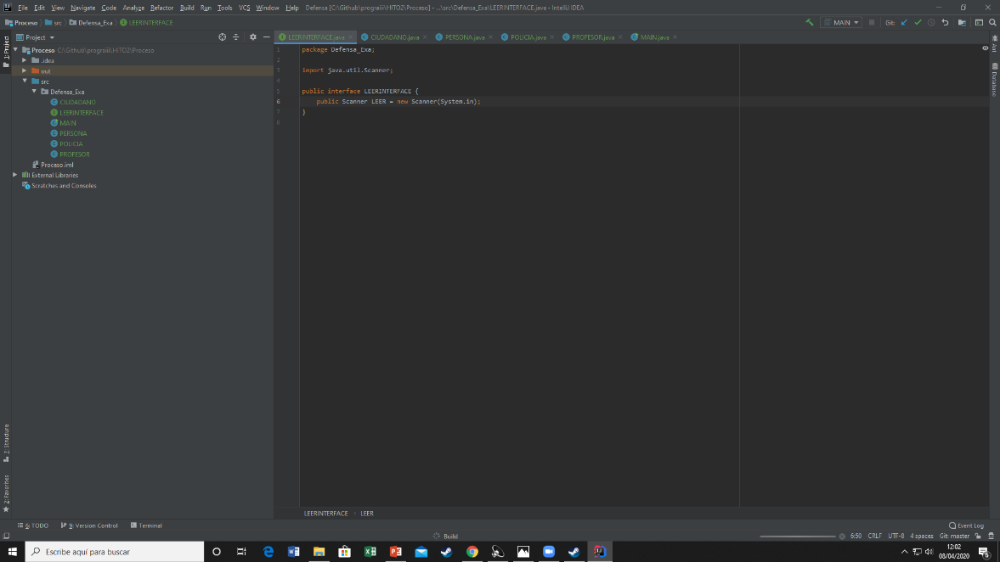 File Edit View Navigate Code Analyze Refactor Build Run Tools VCS Window Help Defensa [C:\Github\prograiii\HITO2\Proceso] - ...\src\Defensa_Exa\LEERINTERFACE.java - IntelliJ IDEA
Proceso src Defensa_Exa LEERINTERFACE MAIN Git:
Project
LEERINTERFACE.java CIUDADANO.java PERSONA.java POLICIA.java PROFESOR.java MAIN.java
1: Project
Proceso C:\Github\prograiii\HITO2\Proceso
.idea
out
src
Defensa_Exa
CIUDADANO
LEERINTERFACE
MAIN
PERSONA
POLICIA
PROFESOR
Proceso.iml
External Libraries
Scratches and Consoles
1 package Defensa_Exa;
2
3 import java.util.Scanner;
4
5 public interface LEERINTERFACE {
6 public Scanner LEER = new Scanner(System.in);
7 }
8
Ant
Database
7: Structure
2: Favorites
LEERINTERFACE LEER
6: TODO 9: Version Control Terminal Event Log
Build 6:50 CRLF UTF-8 4 spaces Git: master
Escribe aquí para buscar
12:02
08/04/2020
6